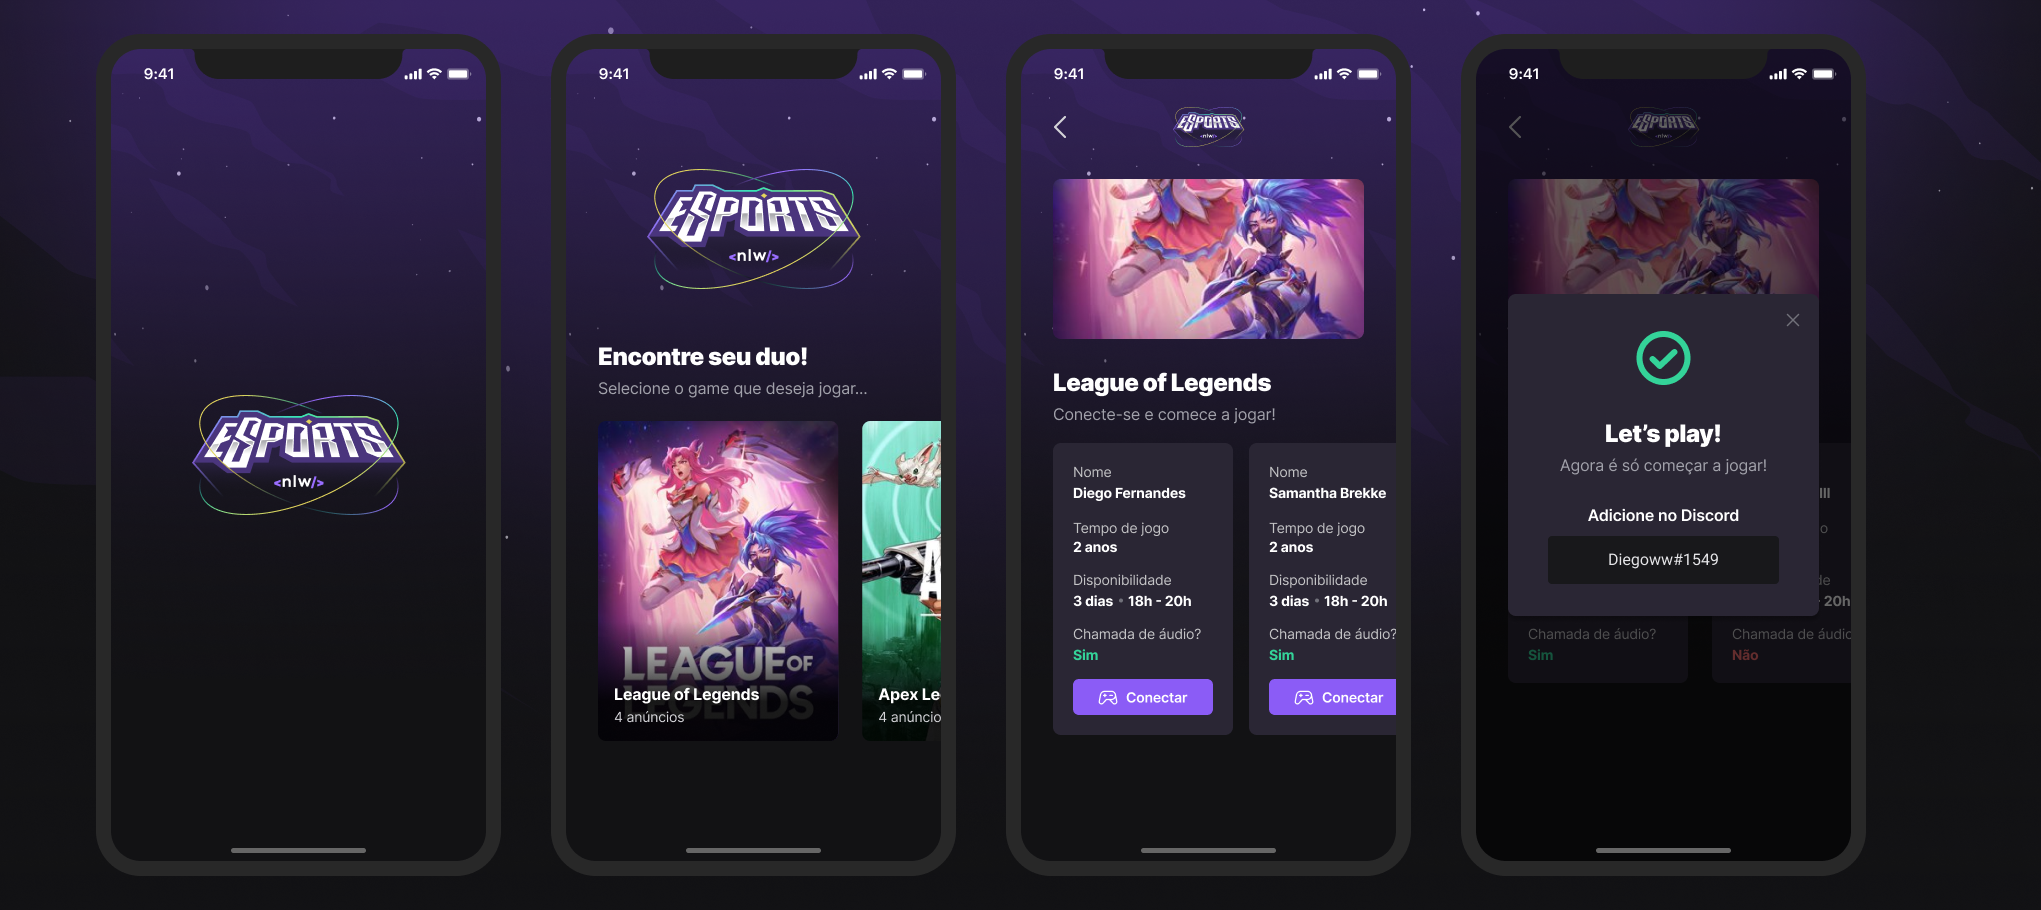 9:41
ESPORTS
<nlw/>
9:41
ESPORTS
<nlw/>
Encontre seu duo!
Selecione o game que deseja jogar...
LEAGUE OF
LEGENDS
League of Legends
4 anúncios
A
Apex Le
4 anúncio
9:41
ESPORTS
<nlw/>
League of Legends
Conecte-se e comece a jogar!
Nome
Diego Fernandes
Tempo de jogo
2 anos
Disponibilidade
3 dias • 18h - 20h
Chamada de áudio?
Sim
Conectar
Nome
Samantha Brekke
Tempo de jogo
2 anos
Disponibilidade
3 dias • 18h - 20h
Chamada de áudio?
Sim
Conectar
9:41
ESPORTS
<nlw/>
Let's play!
Agora é só começar a jogar!
Adicione no Discord
Diegoww#1549
III
o
de
20h
Chamada de áudio?
Sim
Chamada de áudio
Não